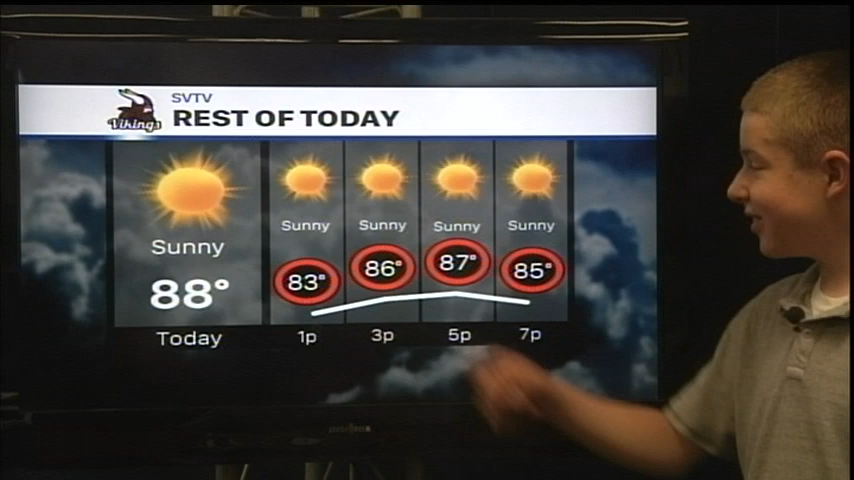 SVTV
Vikings
REST OF TODAY
Sunny
88°
Today
Sunny Sunny Sunny Sunny
83° 86° 87° 85°
1p 3p 5p 7p